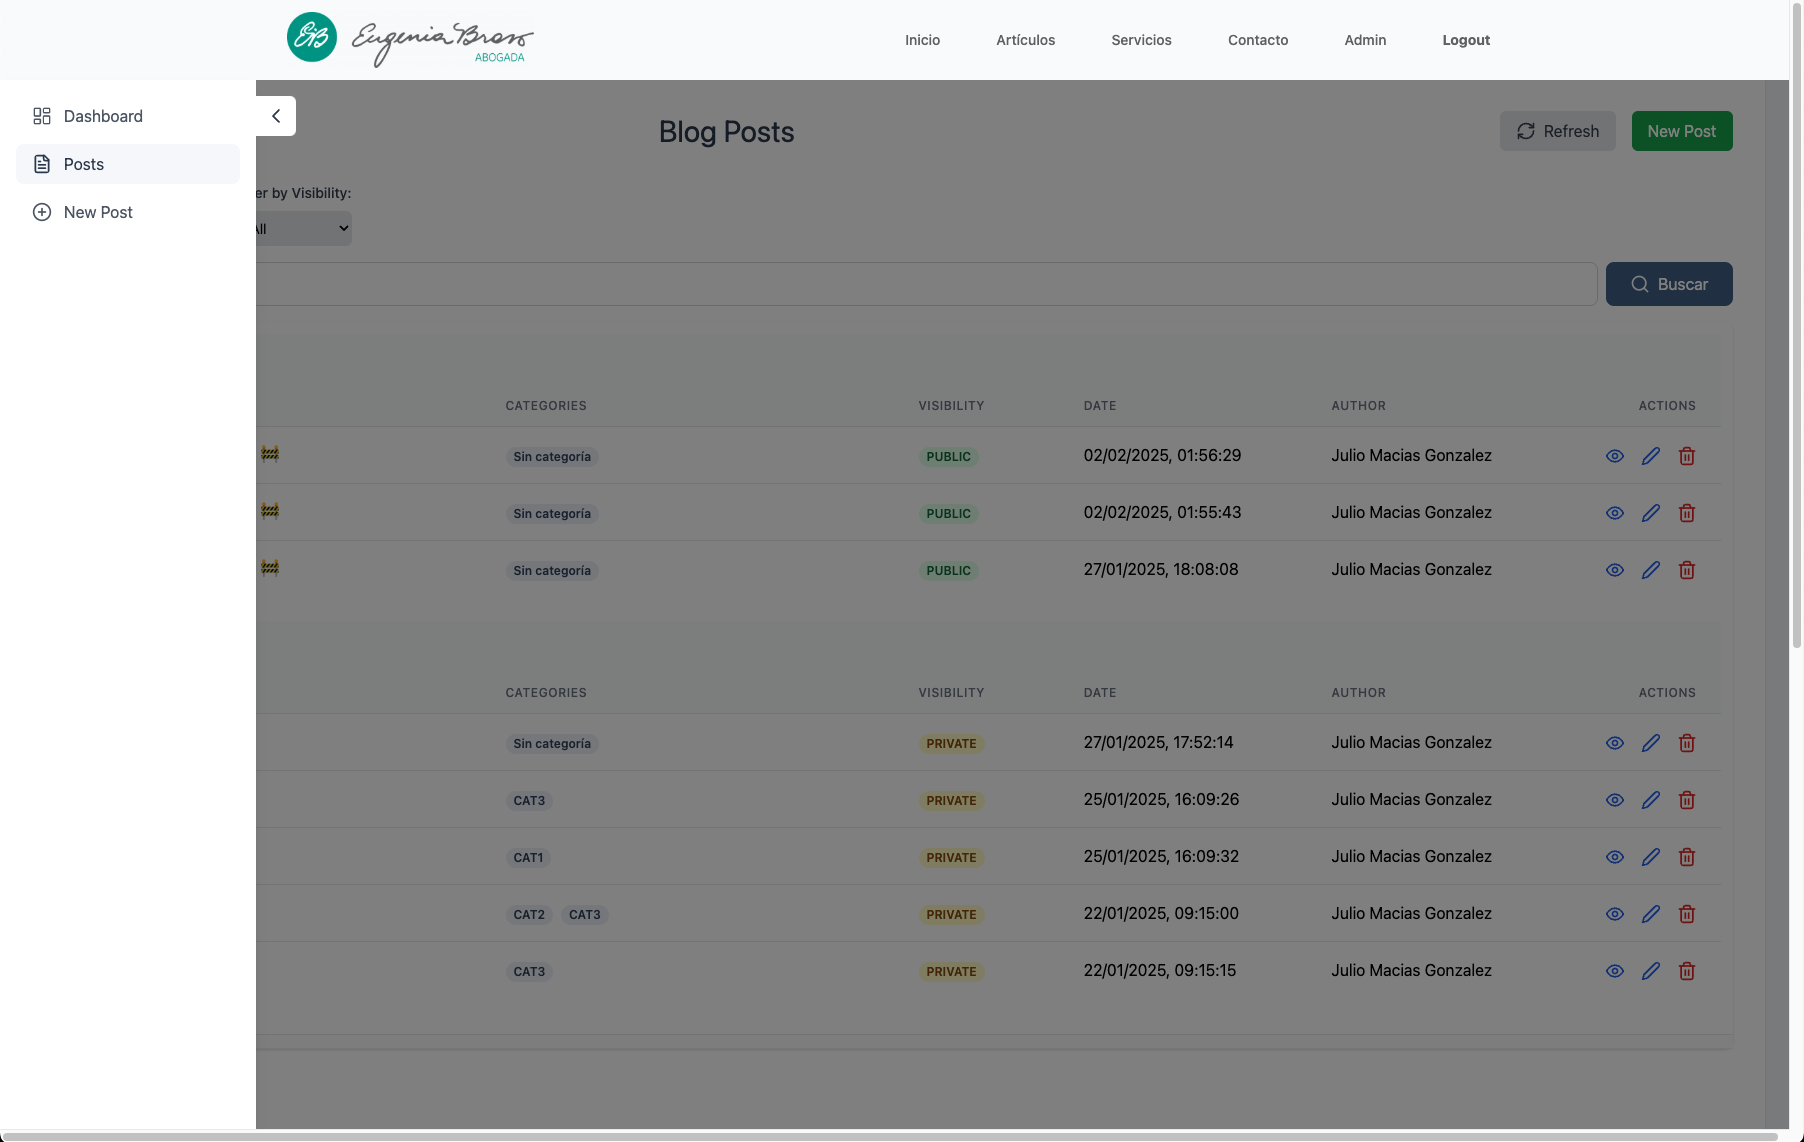 EB Eugenia Bross
ABOGADA
Inicio Artículos Servicios Contacto Admin Logout
Dashboard
Posts
New Post
Blog Posts
Refresh New Post
er by Visibility:
All
Buscar
CATEGORIES VISIBILITY DATE AUTHOR ACTIONS
Sin categoría PUBLIC 02/02/2025, 01:56:29 Julio Macias Gonzalez
Sin categoría PUBLIC 02/02/2025, 01:55:43 Julio Macias Gonzalez
Sin categoría PUBLIC 27/01/2025, 18:08:08 Julio Macias Gonzalez
CATEGORIES VISIBILITY DATE AUTHOR ACTIONS
Sin categoría PRIVATE 27/01/2025, 17:52:14 Julio Macias Gonzalez
CAT3 PRIVATE 25/01/2025, 16:09:26 Julio Macias Gonzalez
CAT1 PRIVATE 25/01/2025, 16:09:32 Julio Macias Gonzalez
CAT2 CAT3 PRIVATE 22/01/2025, 09:15:00 Julio Macias Gonzalez
CAT3 PRIVATE 22/01/2025, 09:15:15 Julio Macias Gonzalez